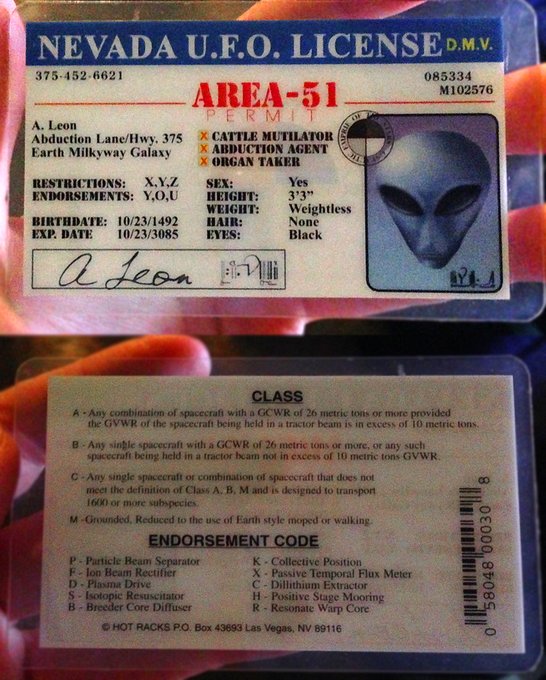 NEVADA U.F.O. LICENSE D.M.V.
375-452-6621
085334
M102576
AREA-51
PERMIT
A. Leon
Abduction Lane/Hwy. 375
Earth Milkyway Galaxy
X CATTLE MUTILATOR
X ABDUCTION AGENT
X ORGAN TAKER
RESTRICTIONS: X,Y,Z
ENDORSEMENTS: Y,O,U
BIRTHDATE: 10/23/1492
EXP. DATE 10/23/3085
SEX: Yes
HEIGHT: 3'3"
WEIGHT: Weightless
HAIR: None
EYES: Black
A Leon
CLASS
A - Any combination of spacecraft with a GCWR of 26 metric tons or more provided
the GVWR of the spacecraft being held in a tractor beam is in excess of 10 metric tons.
B - Any single spacecraft with a GCWR of 26 metric tons or more, or any such
spacecraft being held in a tractor beam not in excess of 10 metric tons GVWR.
C - Any single spacecraft or combination of spacecraft that does not
meet the definition of Class A, B, M and is designed to transport
1600 or more subspecies.
M -Grounded, Reduced to the use of Earth style moped or walking.
ENDORSEMENT CODE
P - Particle Beam Separator
F - Ion Beam Rectifier
D - Plasma Drive
S - Isotopic Resuscitator
B - Breeder Core Diffuser
K - Collective Position
X - Passive Temporal Flux Meter
C - Dillithium Extractor
H - Positive Stage Mooring
R - Resonate Warp Core
© HOT RACKS P.O. Box 43693 Las Vegas, NV 89116
0 58048 00030 8